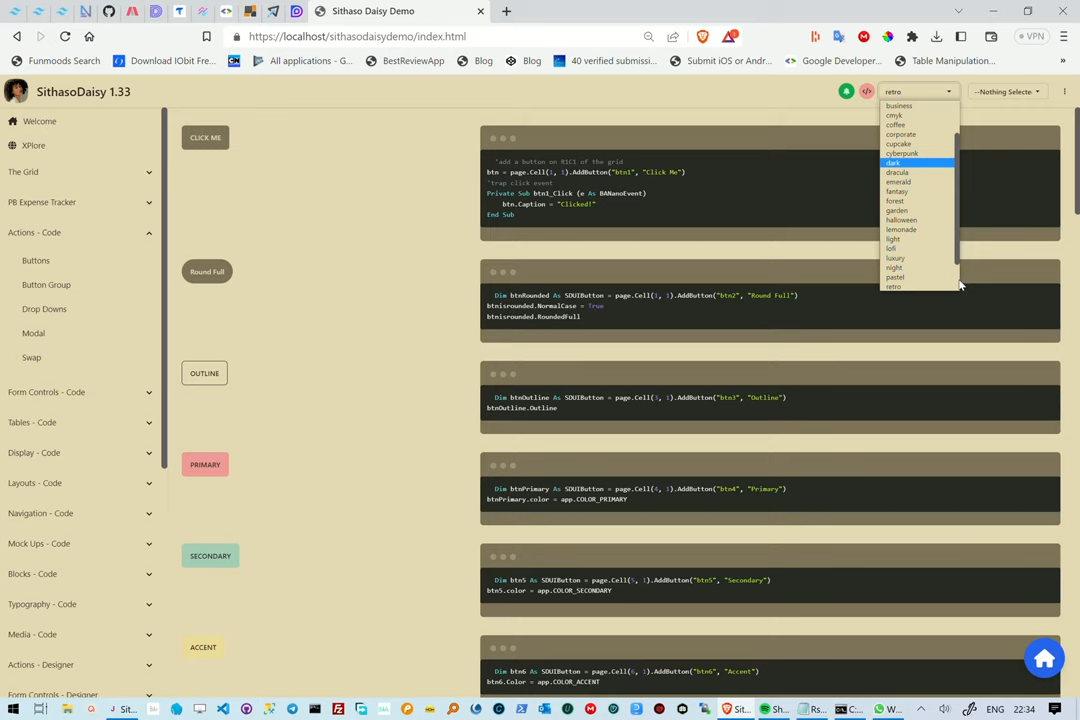 Sithaso Daisy Demo
https://localhost/sithasodaisydemo/index.html
VPN
Funmoods Search
Download IObit Fre...
All applications - G...
BestReviewApp
Blog
Blog
40 verified submissi...
Submit iOS or Andr...
Google Developer...
Table Manipulation...
SithasoDaisy 1.33
retro
--Nothing Selecte
business
cmyk
coffee
corporate
cupcake
cyberpunk
dark
dracula
emerald
fantasy
forest
garden
halloween
lemonade
light
lofi
luxury
night
pastel
retro
Welcome
XPlore
The Grid
PB Expense Tracker
Actions - Code
Buttons
Button Group
Drop Downs
Modal
Swap
Form Controls - Code
Tables - Code
Display - Code
Layouts - Code
Navigation - Code
Mock Ups - Code
Blocks - Code
Typography - Code
Media - Code
Actions - Designer
Form Controls - Designer
CLICK ME
'add a button on R1C1 of the grid
btn = page.Cell(1, 1).AddButton("btn1", "Click Me")
'trap click event
Private Sub btn1_Click (e As BANanoEvent)
btn.Caption = "Clicked!"
End Sub
Round Full
Dim btnRounded As SDUIButton = page.Cell(3, 1).AddButton("btn2", "Round Full")
btnisrounded.NormalCase = True
btnisrounded.RoundedFull
OUTLINE
Dim btnOutline As SDUIButton = page.Cell(3, 1).AddButton("btn3", "Outline")
btnOutline.Outline
PRIMARY
Dim btnPrimary As SDUIButton = page.Cell(4, 1).AddButton("btn4", "Primary")
btnPrimary.color = app.COLOR_PRIMARY
SECONDARY
Dim btn5 As SDUIButton = page.Cell(5, 1).AddButton("btn5", "Secondary")
btn5.color = app.COLOR_SECONDARY
ACCENT
Dim btn6 As SDUIButton = page.Cell(6, 1).AddButton("btn6", "Accent")
btn6.Color = app.COLOR_ACCENT
Sit...
Sit...
Sh...
Rs...
C:...
W...
ENG
22:34